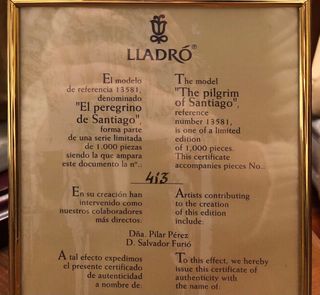 LLADRÓ®
El modelo
de referencia 13581,
denominado
"El peregrino
de Santiago",
forma parte
de una serie limitada
de 1.000 piezas
siendo la que ampara
este documento la nº.:
The model
"The pilgrim
of Santiago",
reference
number 13581,
is one of a limited
edition
of 1,000 pieces.
This certificate
accompanies pieces No..
413
En su creación han
intervenido como
nuestros colaboradores
más directos:
Artists contributing
to the creation
of this edition
include:
Dña. Pilar Pérez
D. Salvador Furió
A tal efecto expedimos
el presente certificado
de autenticidad
a nombre de:
To this effect, we hereby
issue this certificate of
authenticity with
the name of: